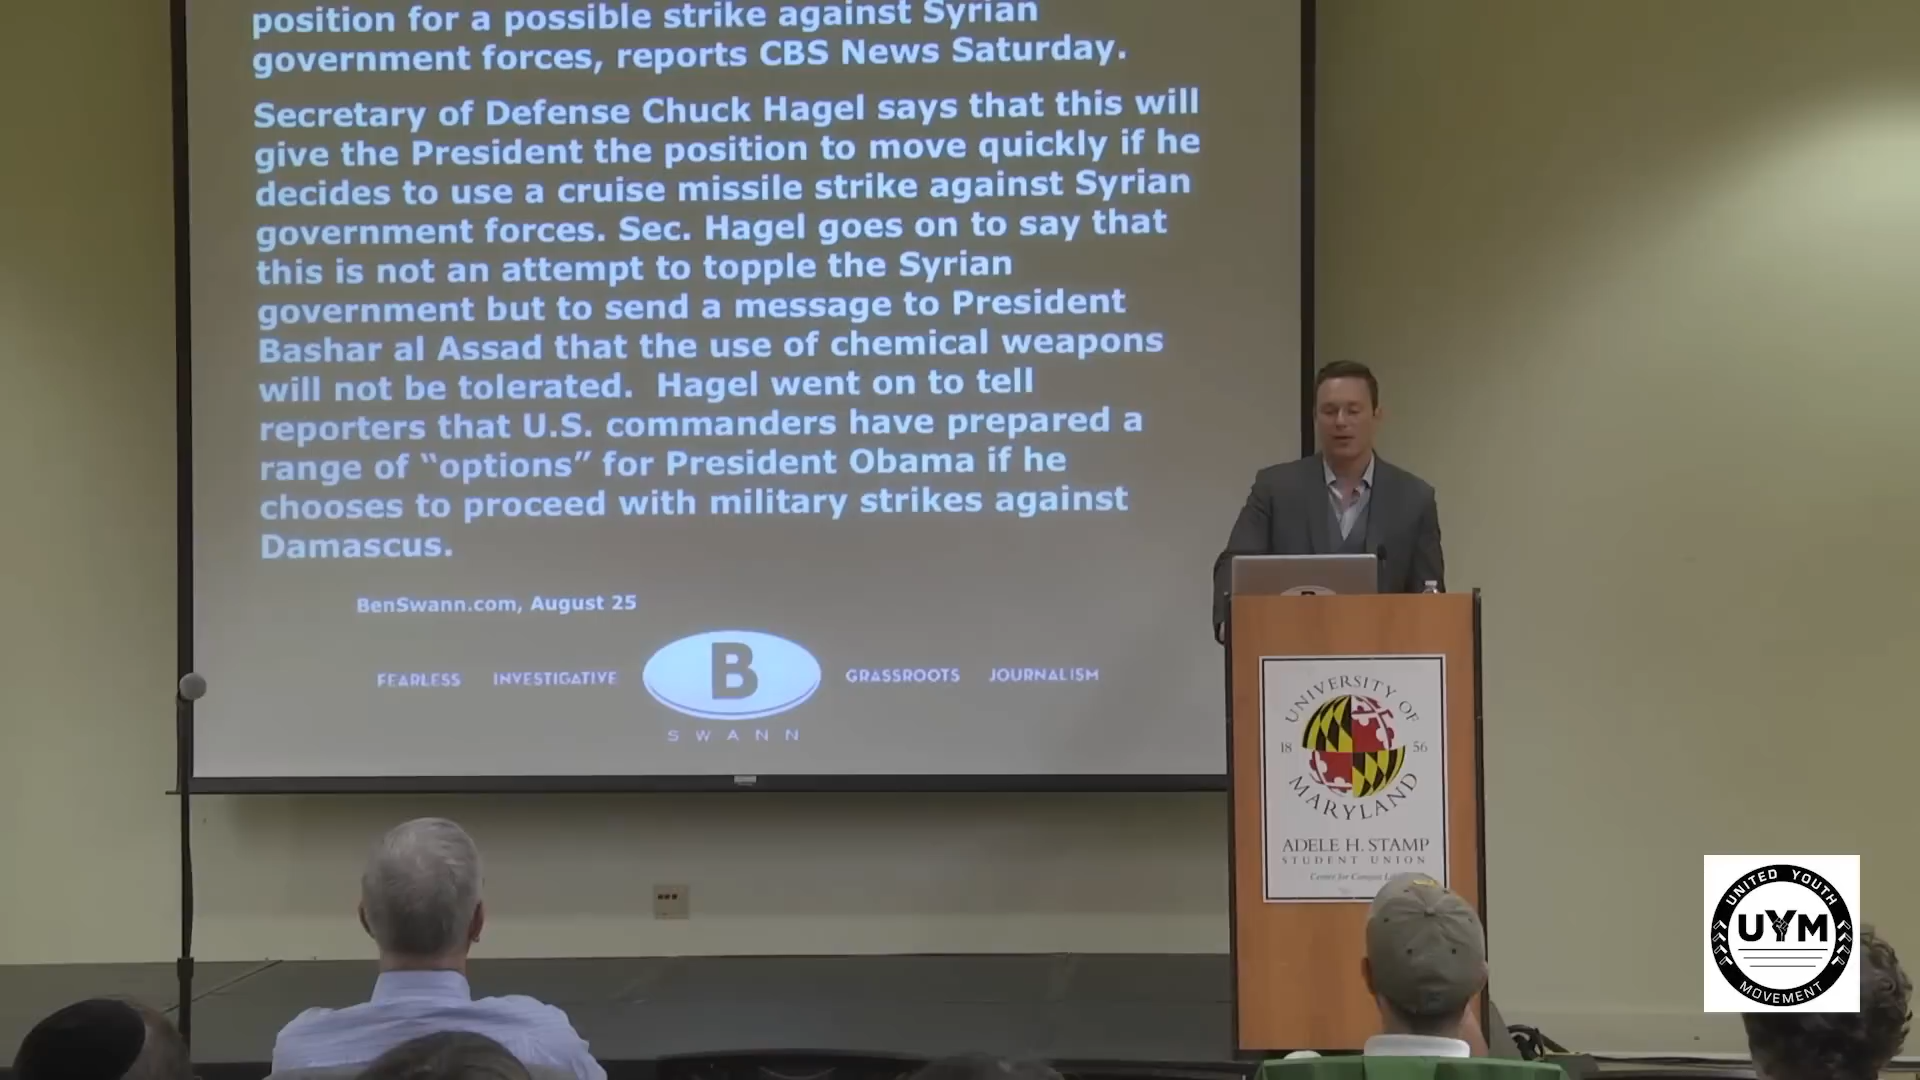 position for a possible strike against Syrian
government forces, reports CBS News Saturday.
Secretary of Defense Chuck Hagel says that this will
give the President the position to move quickly if he
decides to use a cruise missile strike against Syrian
government forces. Sec. Hagel goes on to say that
this is not an attempt to topple the Syrian
government but to send a message to President
Bashar al Assad that the use of chemical weapons
will not be tolerated.  Hagel went on to tell
reporters that U.S. commanders have prepared a
range of “options” for President Obama if he
chooses to proceed with military strikes against
Damascus.
BenSwann.com, August 25
FEARLESS INVESTIGATIVE B GRASSROOTS JOURNALISM
SWANN
UNIVERSITY OF
18 56
MARYLAND
ADELE H. STAMP
STUDENT UNION
Center for Campus
UNITED YOUTH
UYM
MOVEMENT